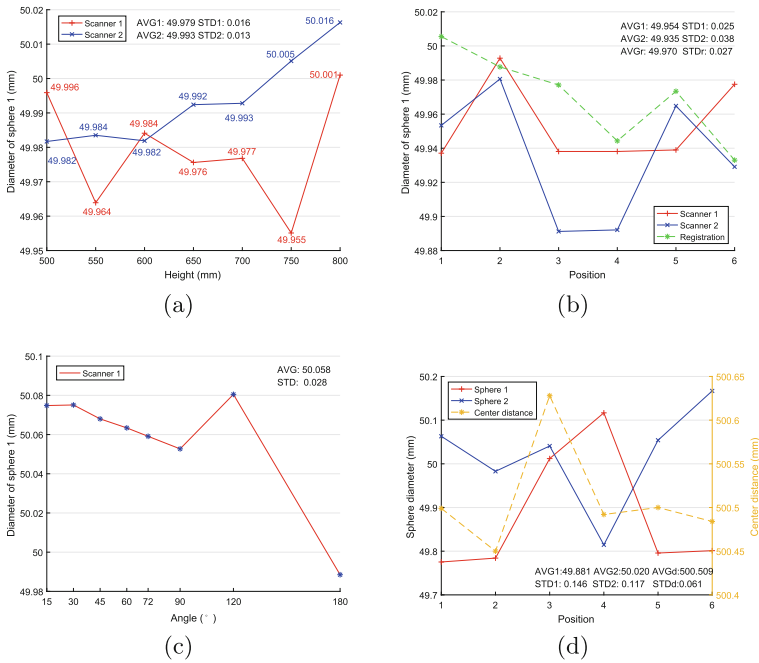 50.02
50.01
50
49.99
49.98
49.97
49.96
49.95
Diameter of sphere 1 (mm)
Scanner 1
Scanner 2
AVG1: 49.979 STD1: 0.016
AVG2: 49.993 STD2: 0.013
50.016
50.005
50.001
49.996
49.992
49.993
49.984
49.984
49.982
49.982
49.976
49.977
49.964
49.955
500 550 600 650 700 750 800
Height (mm)
(a)
50.02
50
49.98
49.96
49.94
49.92
49.9
49.88
Diameter of sphere 1 (mm)
AVG1: 49.954 STD1: 0.025
AVG2: 49.935 STD2: 0.038
AVGr: 49.970 STDr: 0.027
Scanner 1
Scanner 2
Registration
1 2 3 4 5 6
Position
(b)
50.1
50.08
50.06
50.04
50.02
50
49.98
Diameter of sphere 1 (mm)
Scanner 1
AVG: 50.058
STD: 0.028
15 30 45 60 72 90 120 180
Angle (°)
(c)
50.2
50.1
50
49.9
49.8
49.7
Sphere diameter (mm)
Sphere 1
Sphere 2
Center distance
500.65
500.6
500.55
500.5
500.45
500.4
Center distance (mm)
AVG1:49.881 AVG2:50.020 AVGd:500.509
STD1: 0.146 STD2: 0.117 STDd:0.061
1 2 3 4 5 6
Position
(d)